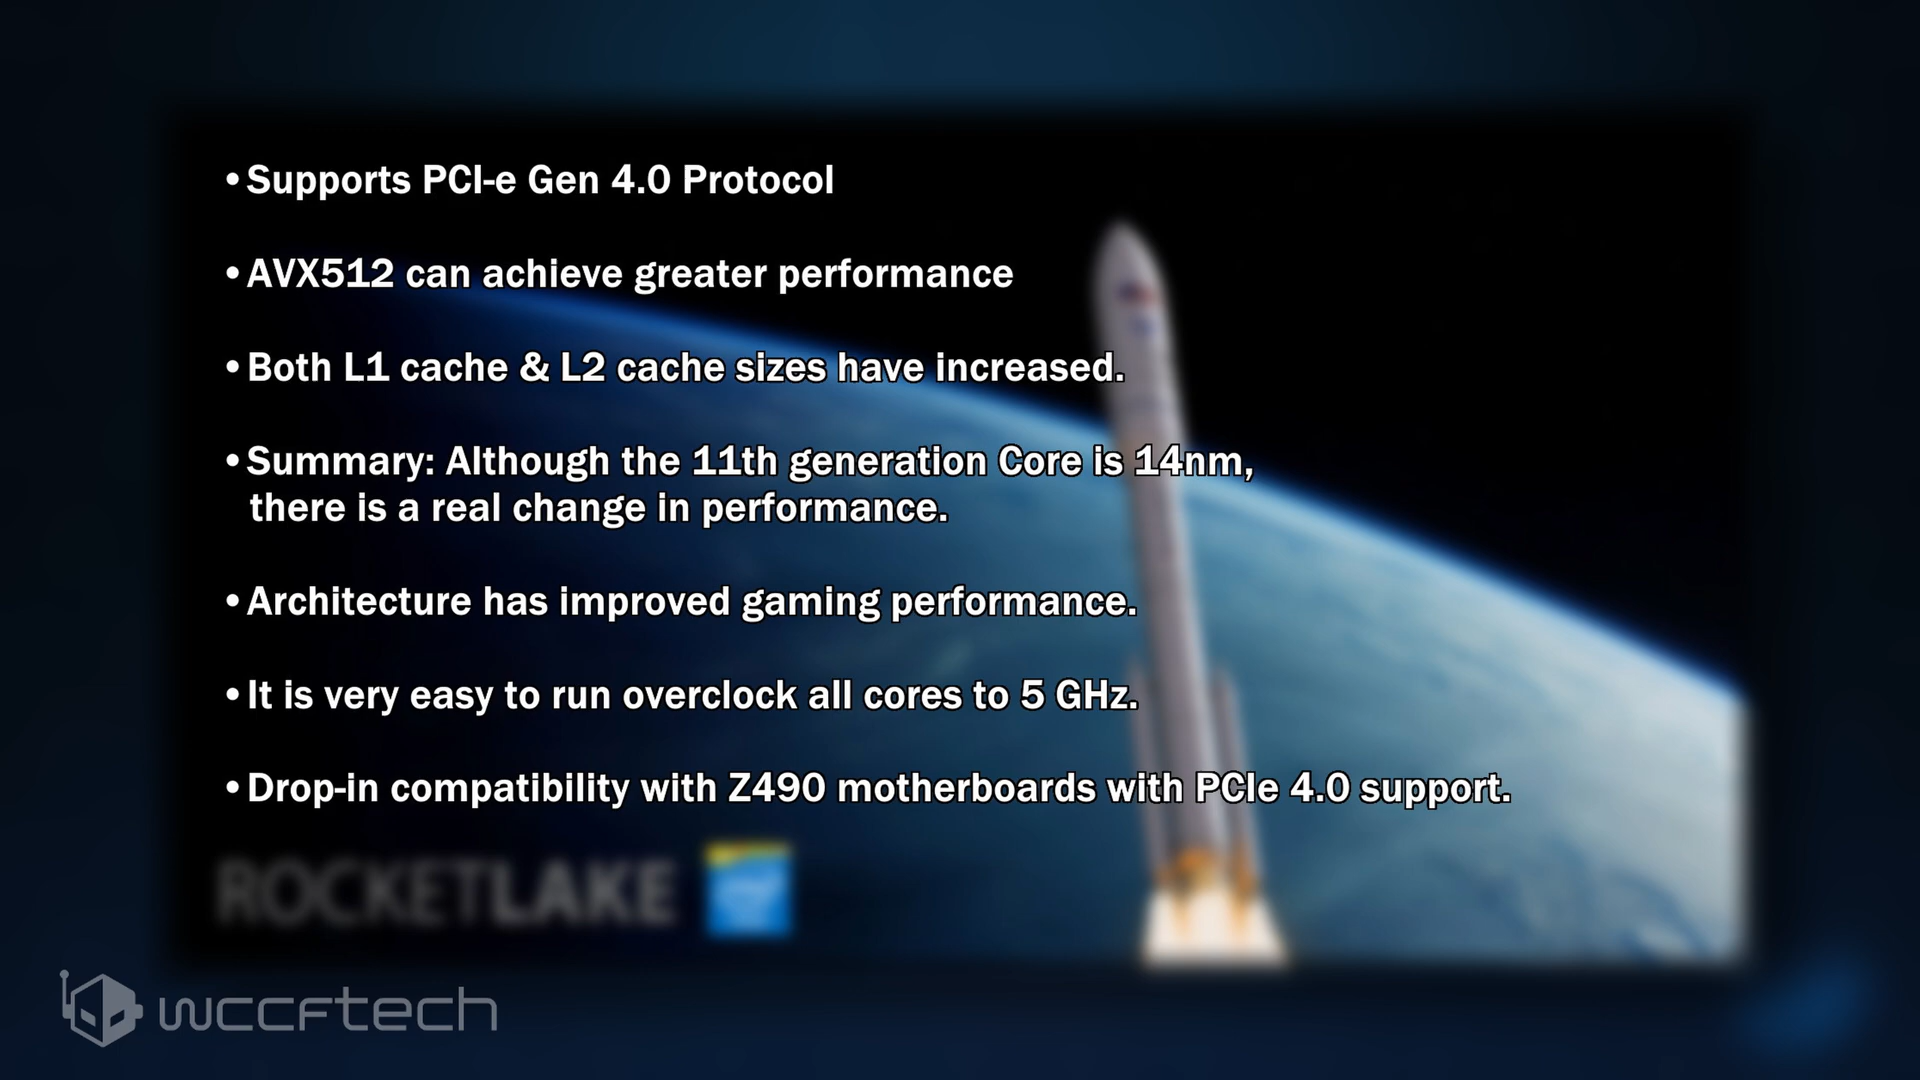 •Supports PCI-e Gen 4.0 Protocol
•AVX512 can achieve greater performance
•Both L1 cache & L2 cache sizes have increased.
•Summary: Although the 11th generation Core is 14nm,
there is a real change in performance.
•Architecture has improved gaming performance.
•It is very easy to run overclock all cores to 5 GHz.
•Drop-in compatibility with Z490 motherboards with PCIe 4.0 support.
ROCKETLAKE
wccftech